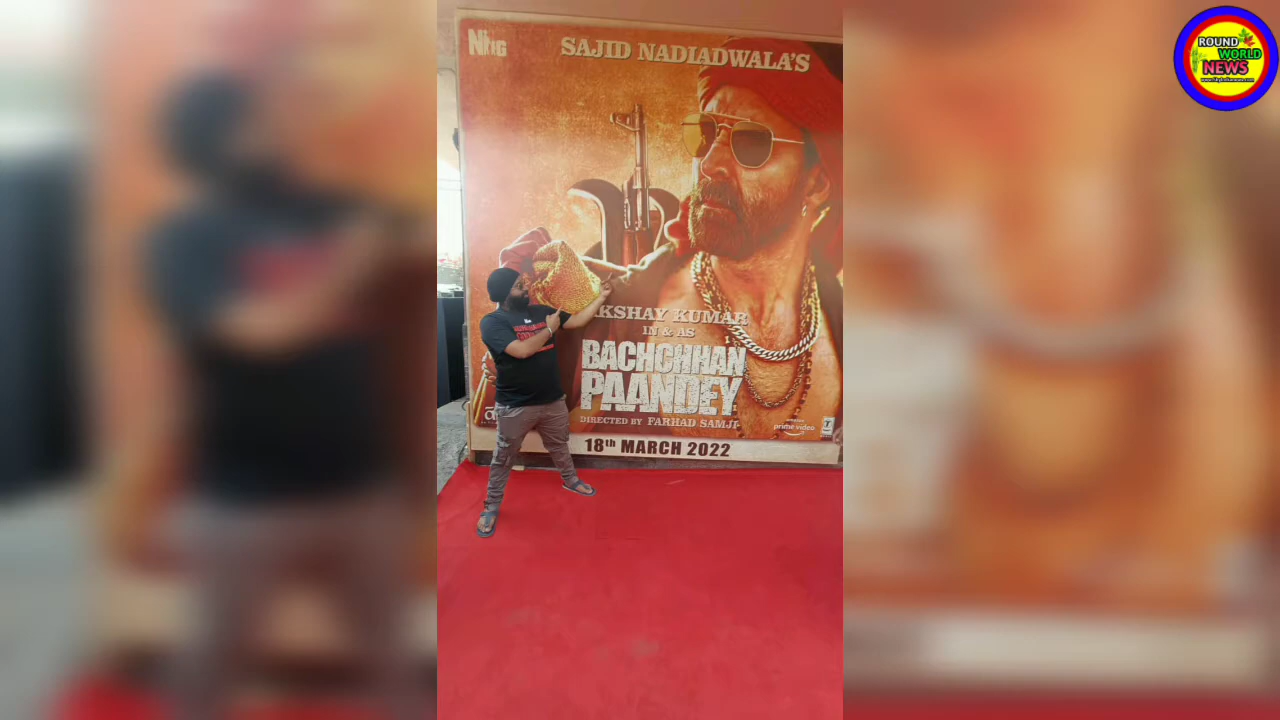 NG
SAJID NADIADWALA'S
AKSHAY KUMAR
IN & AS
BACHCHHAN
PAANDEY
DIRECTED BY FARHAD SAMJI
prime video
18th MARCH 2022
ROUND
WORLD
NEWS